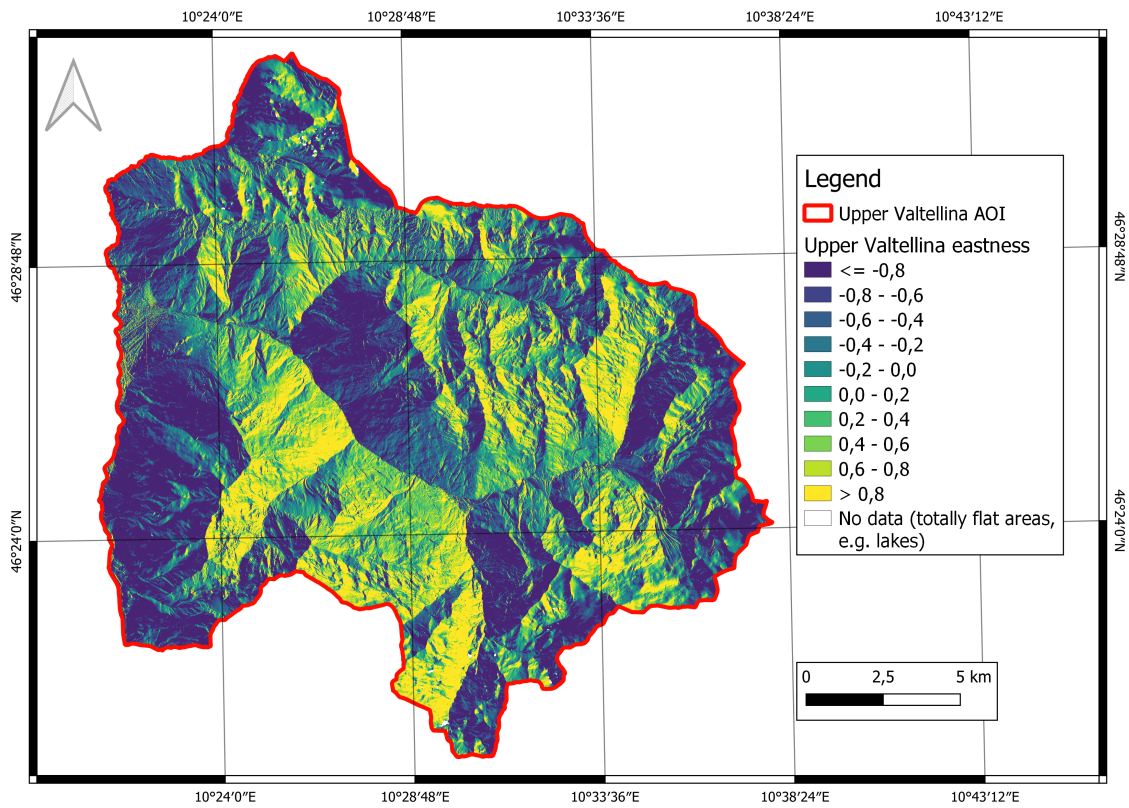 10°24′0″E 10°28′48″E 10°33′36″E 10°38′24″E 10°43′12″E
46°28′48″N
46°24′0″N
46°28′48″N
46°24′0″N
Legend
Upper Valtellina AOI
Upper Valtellina eastness
<= -0,8
-0,8 - -0,6
-0,6 - -0,4
-0,4 - -0,2
-0,2 - 0,0
0,0 - 0,2
0,2 - 0,4
0,4 - 0,6
0,6 - 0,8
> 0,8
No data (totally flat areas,
e.g. lakes)
0 2,5 5 km
10°24′0″E 10°28′48″E 10°33′36″E 10°38′24″E 10°43′12″E